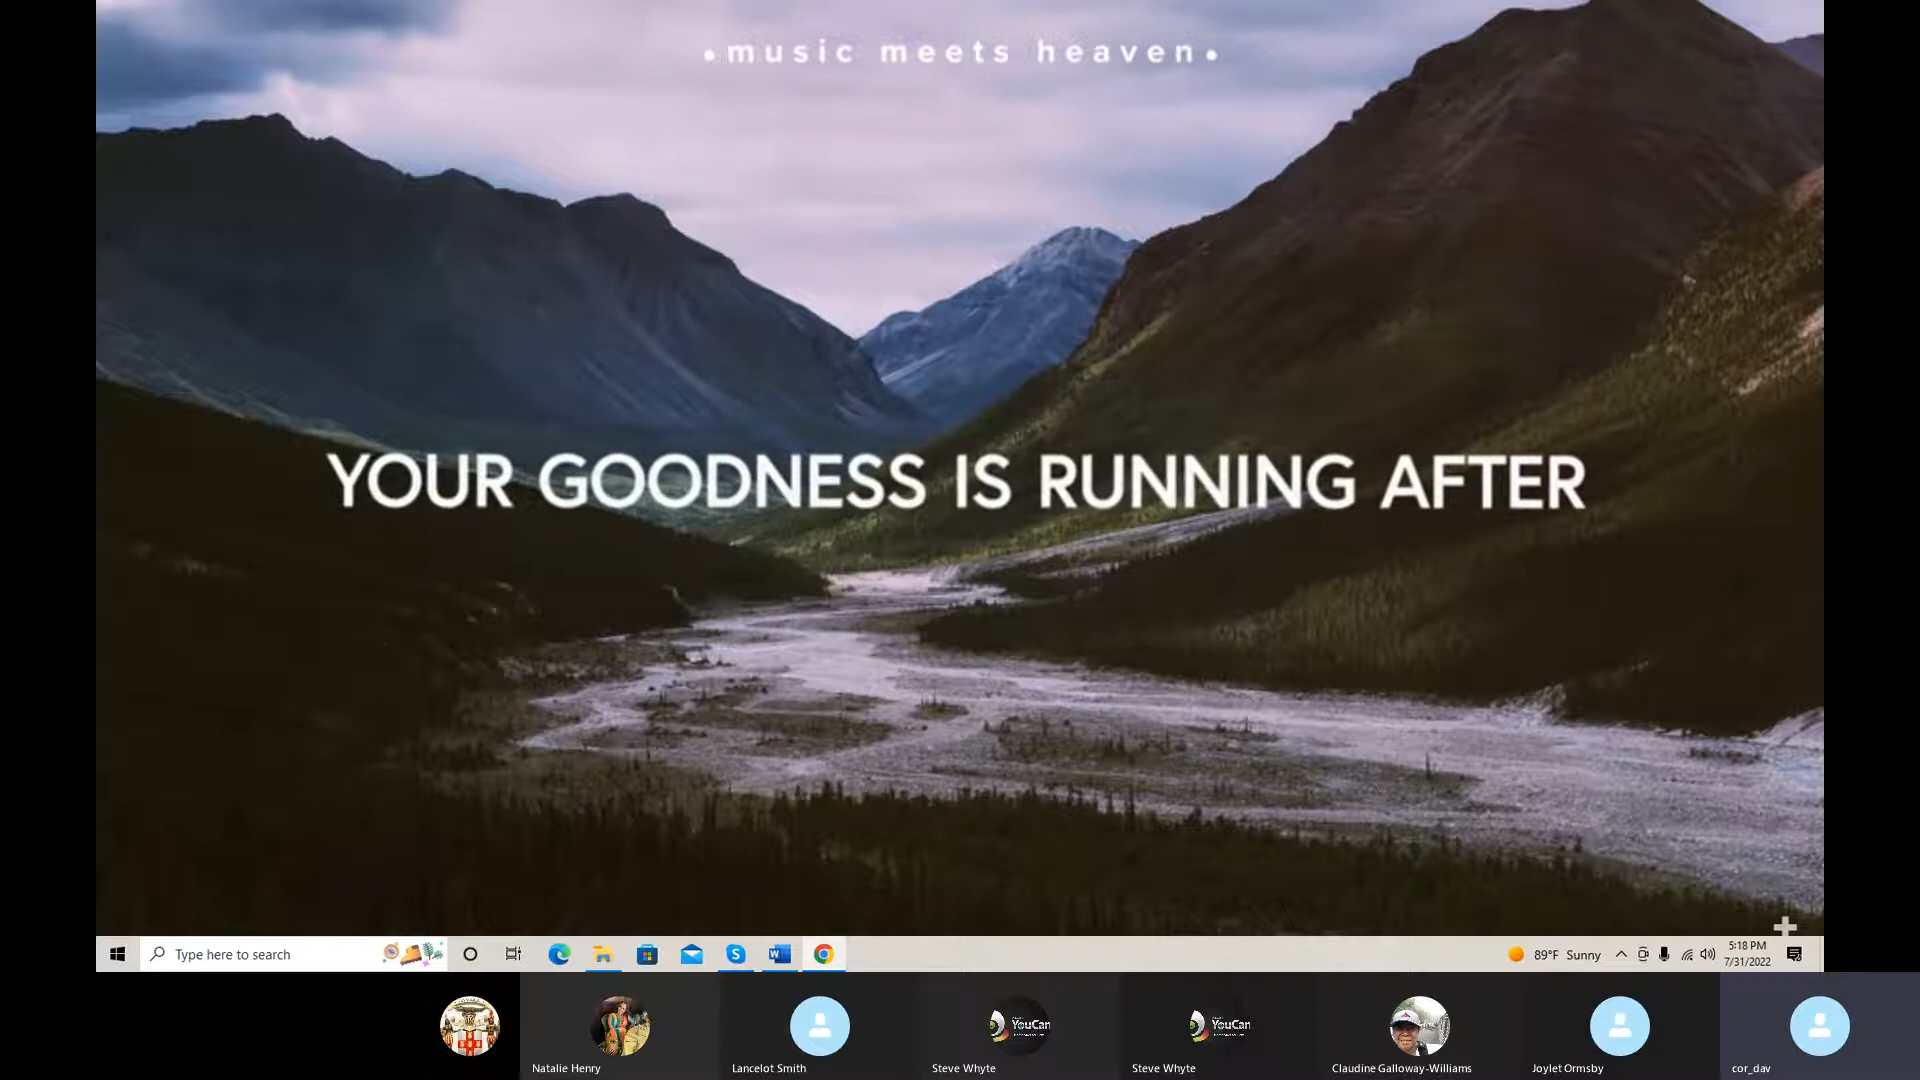 •music meets heaven•
YOUR GOODNESS IS RUNNING AFTER
Type here to search
89°F Sunny
5:18 PM
7/31/2022
YouCan
YouCan
Natalie Henry
Lancelot Smith
Steve Whyte
Steve Whyte
Claudine Galloway-Williams
Joylet Ormsby
cor_dav